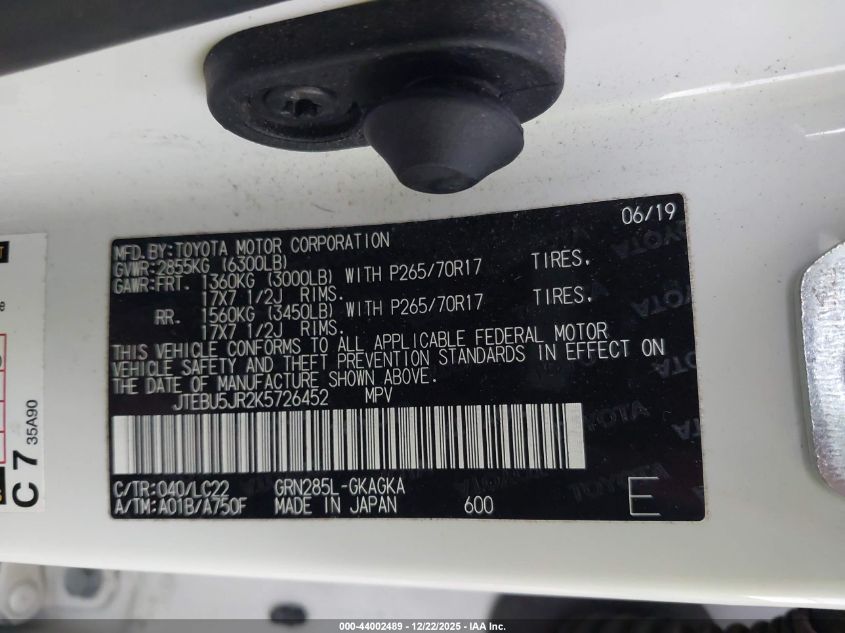 06/19
MFD. BY: TOYOTA MOTOR CORPORATION
GVWR: 2855KG (6300LB)
GAWR: FRT. 1360KG (3000LB) WITH P265/70R17 TIRES.
17X7 1/2J RIMS.
RR. 1560KG (3450LB) WITH P265/70R17 TIRES.
17X7 1/2J RIMS.
THIS VEHICLE CONFORMS TO ALL APPLICABLE FEDERAL MOTOR
VEHICLE SAFETY AND THEFT PREVENTION STANDARDS IN EFFECT ON
THE DATE OF MANUFACTURE SHOWN ABOVE.
JTEBU5JR2K5726452 MPV
C/TR: 040/LC22 GRN285L-GKAGKA
A/TM: A01B/A750F MADE IN JAPAN 600 E
C 7 35A90
TOYOTA
TOYOTA
TOYOTA
000-44002489 - 12/22/2025 - IAA, Inc.